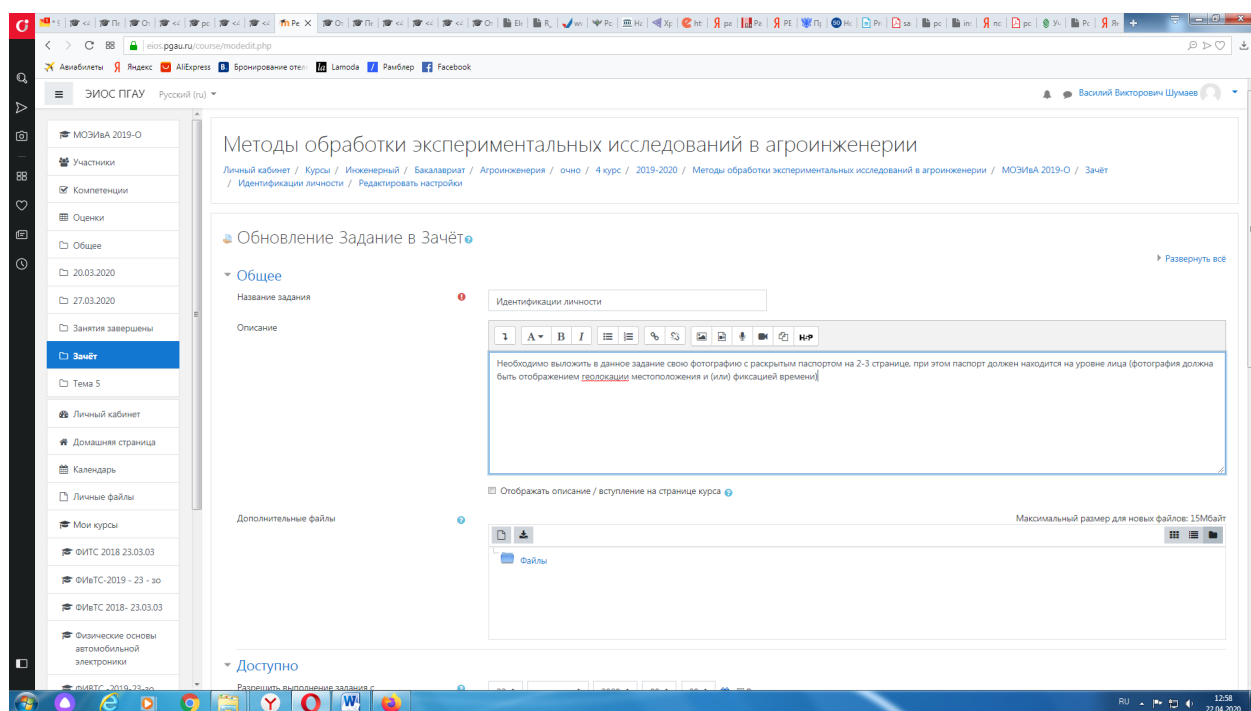 eios.pgau.ru/course/modedit.php
Авиабилеты Яндекс AliExpress Бронирование отел Lamoda Рамблер Facebook
ЭИОС ПГАУ Русский (ru)
Василий Викторович Шумаев
МОЭИвА 2019-О
Участники
Компетенции
Оценки
Общее
20.03.2020
27.03.2020
Занятия завершены
Зачёт
Тема 5
Личный кабинет
Домашняя страница
Календарь
Личные файлы
Мои курсы
ФИТС 2018 23.03.03
ФИвТС-2019 - 23 - зо
ФИвТС 2018- 23.03.03
Физические основы
автомобильной
электроники
Методы обработки экспериментальных исследований в агроинженерии
Личный кабинет / Курсы / Инженерный / Бакалавриат / Агроинженерия / очно / 4 курс / 2019-2020 / Методы обработки экспериментальных исследований в агроинженерии / МОЭИвА 2019-О / Зачёт
/ Идентификации личности / Редактировать настройки
Обновление Задание в Зачёт
Развернуть всё
Общее
Название задания
Идентификации личности
Описание
Необходимо выложить в данное задание свою фотографию с раскрытым паспортом на 2-3 странице, при этом паспорт должен находится на уровне лица (фотография должна
быть отображением геолокации местоположения и (или) фиксацией времени)
Отображать описание / вступление на странице курса
Дополнительные файлы
Максимальный размер для новых файлов: 15Мбайт
Файлы
Доступно
Разрешить выполнение задания с
RU
12:58
22.04.2020